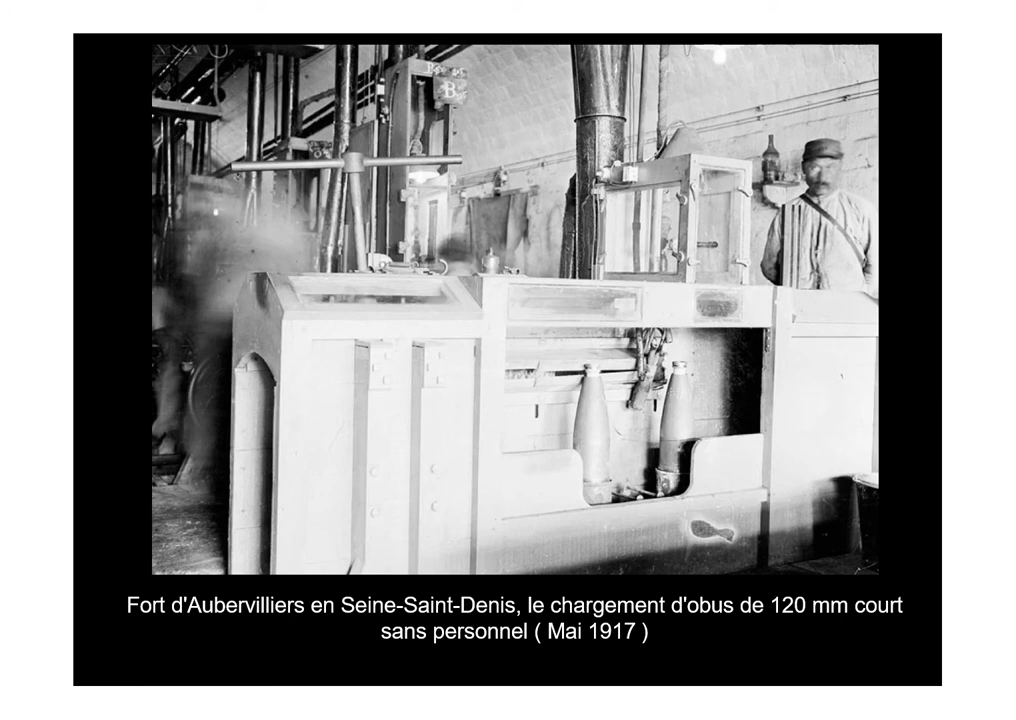 B
Fort d'Aubervilliers en Seine-Saint-Denis, le chargement d'obus de 120 mm court
sans personnel ( Mai 1917 )